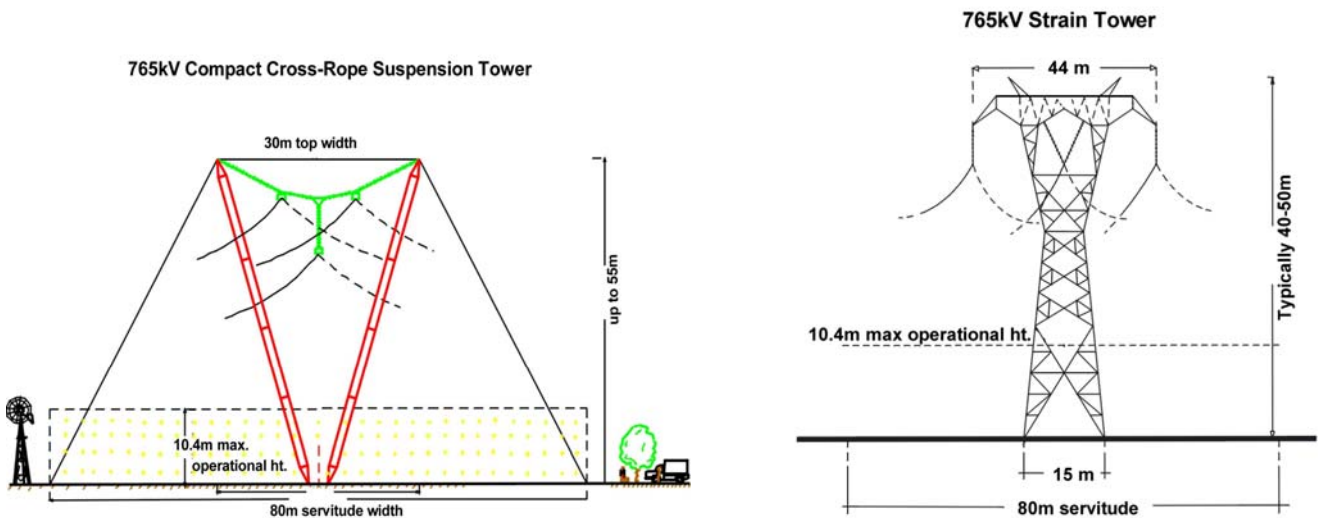 765kV Compact Cross-Rope Suspension Tower
30m top width
up to 55m
10.4m max.
operational ht.
80m servitude width
765kV Strain Tower
44 m
Typically 40-50m
10.4m max operational ht.
15 m
80m servitude